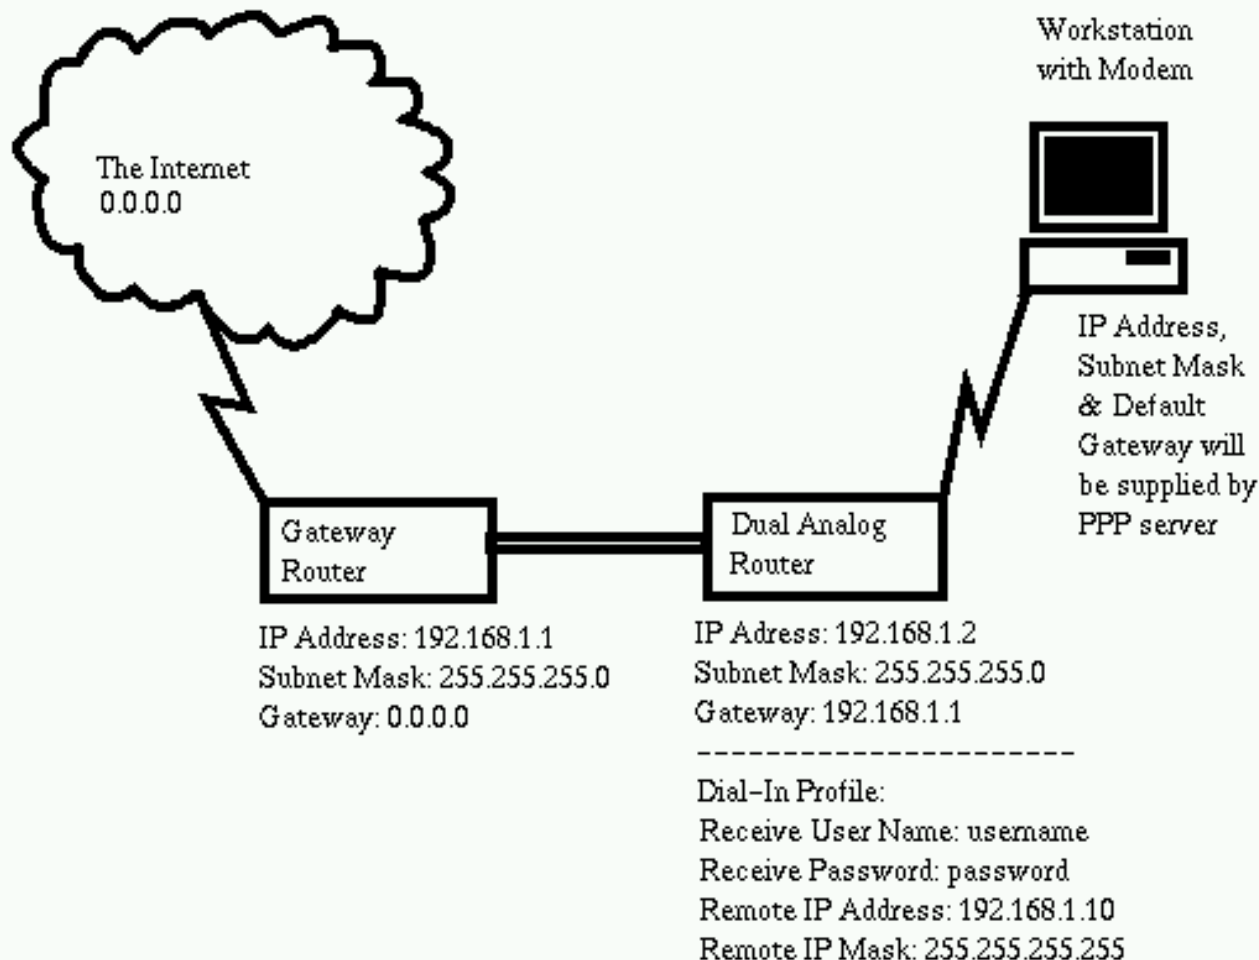 Workstation
with Modem
The Internet
0.0.0.0
IP Address,
Subnet Mask
& Default
Gateway will
be supplied by
PPP server
Gateway
Router
Dual Analog
Router
IP Address: 192.168.1.1
Subnet Mask: 255.255.255.0
Gateway: 0.0.0.0
IP Adress: 192.168.1.2
Subnet Mask: 255.255.255.0
Gateway: 192.168.1.1
----------------------
Dial-In Profile:
Receive User Name: username
Receive Password: password
Remote IP Address: 192.168.1.10
Remote IP Mask: 255.255.255.255